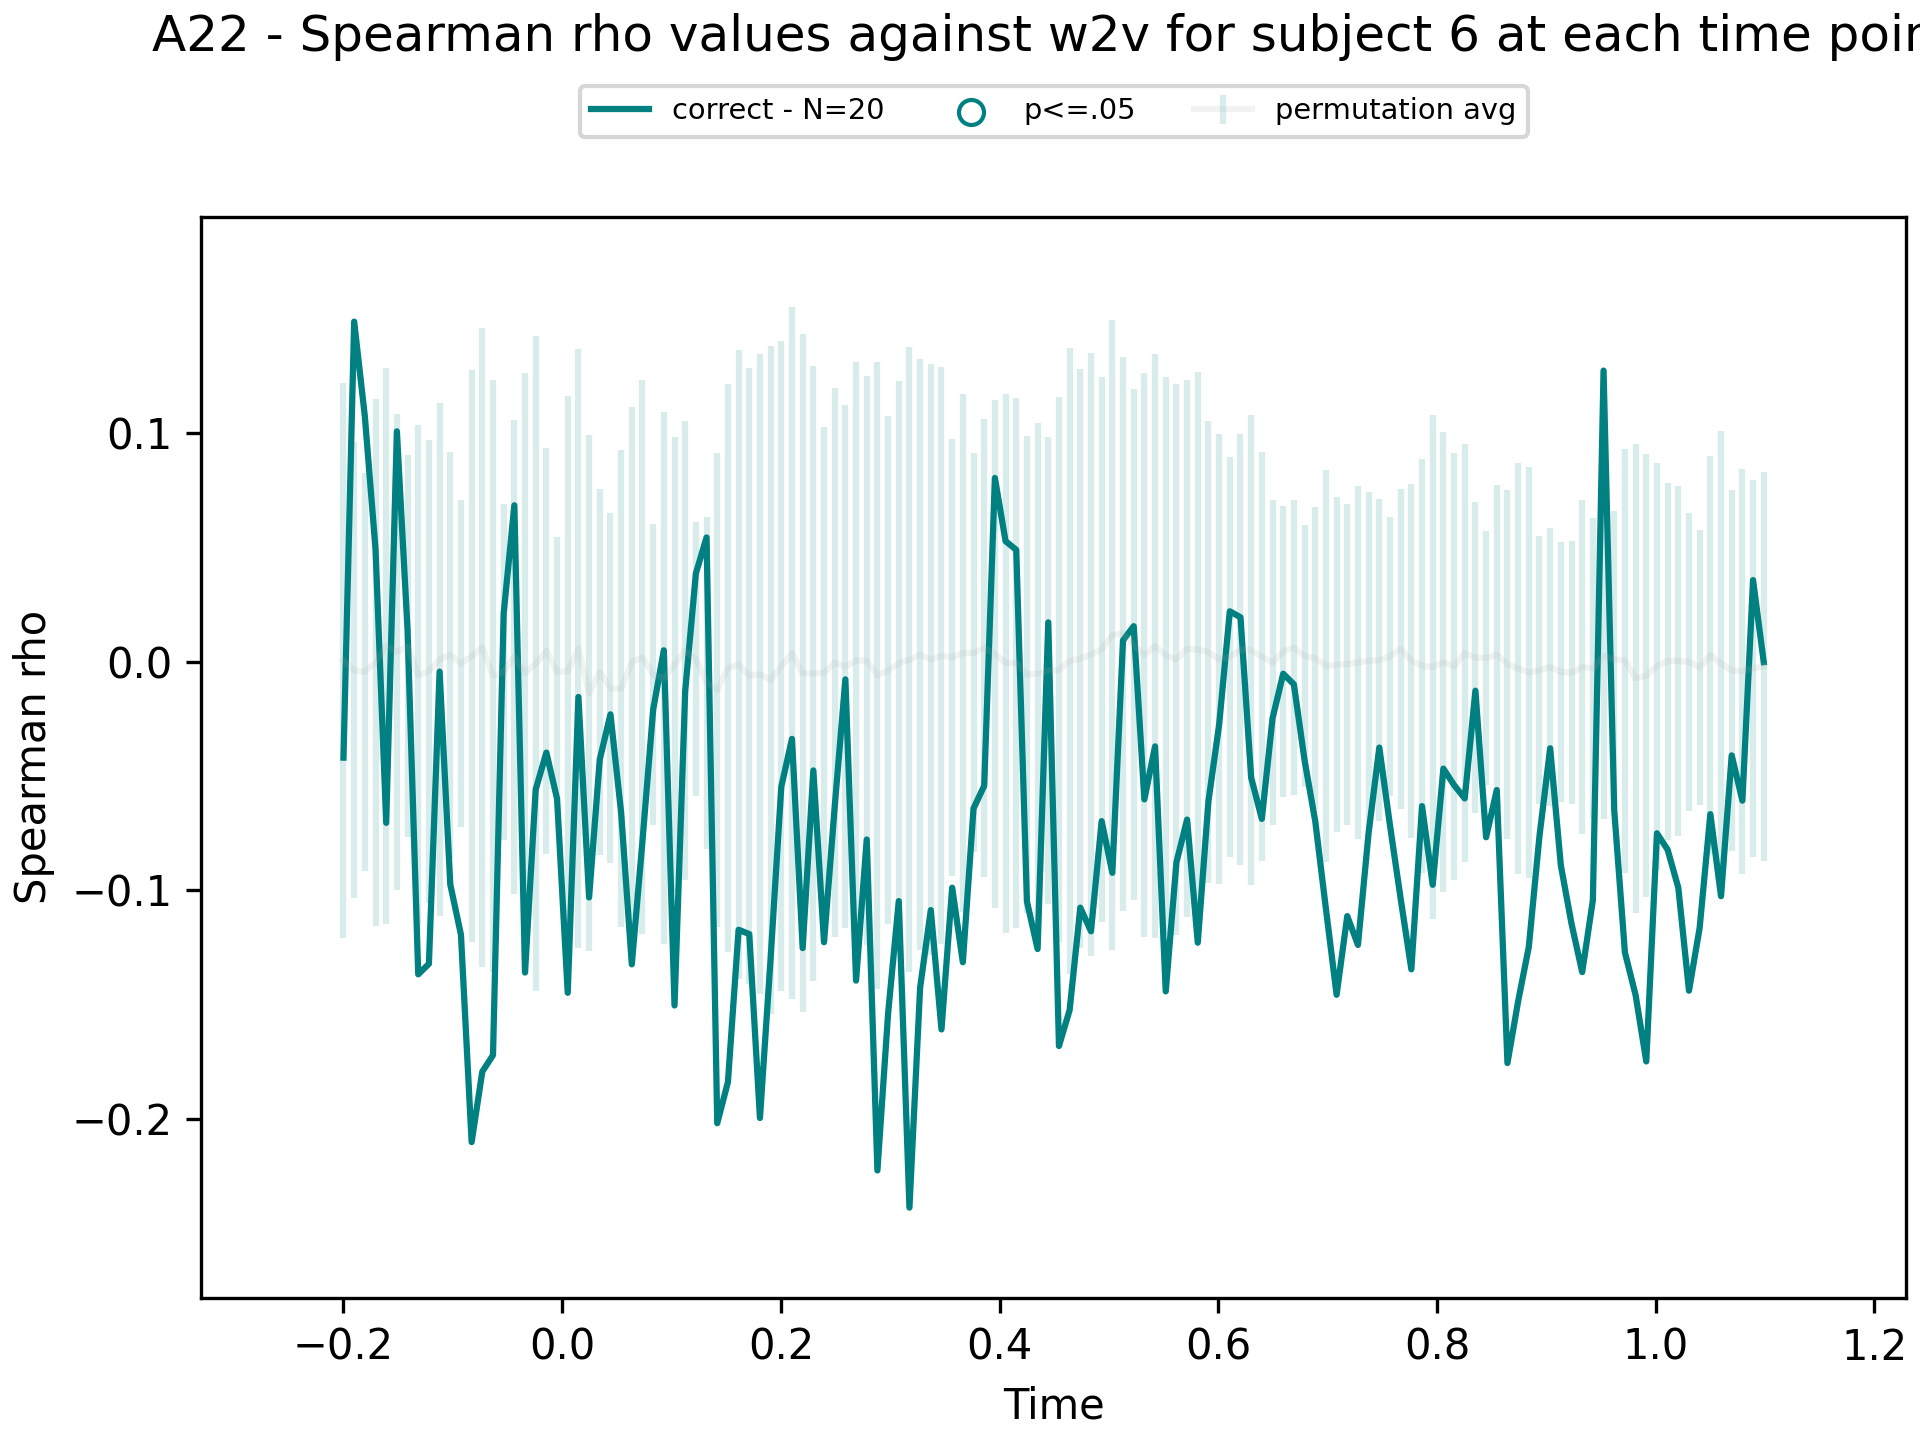 A22 - Spearman rho values against w2v for subject 6 at each time
correct - N=20 p<=.05 permutation avg
Spearman rho
0.1
0.0
−0.1
−0.2
−0.2 0.0 0.2 0.4 0.6 0.8 1.0 1.2
Time